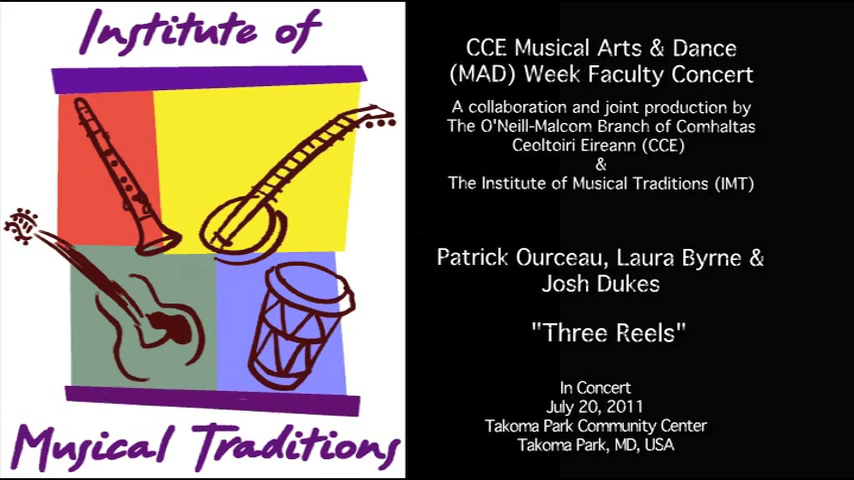 Institute of
Musical Traditions
CCE Musical Arts & Dance
(MAD) Week Faculty Concert
A collaboration and joint production by
The O'Neill-Malcom Branch of Comhaltas
Ceoltoiri Eireann (CCE)
&
The Institute of Musical Traditions (IMT)
Patrick Ourceau, Laura Byrne &
Josh Dukes
"Three Reels"
In Concert
July 20, 2011
Takoma Park Community Center
Takoma Park, MD, USA